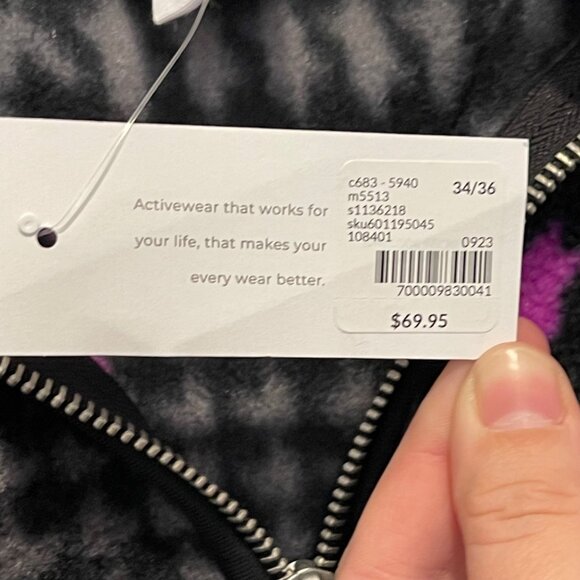 Activewear that works for
your life, that makes your
every wear better.
c683 - 5940
34/36
m5513
s1136218
sku601195045
108401
0923
700009830041
$69.95